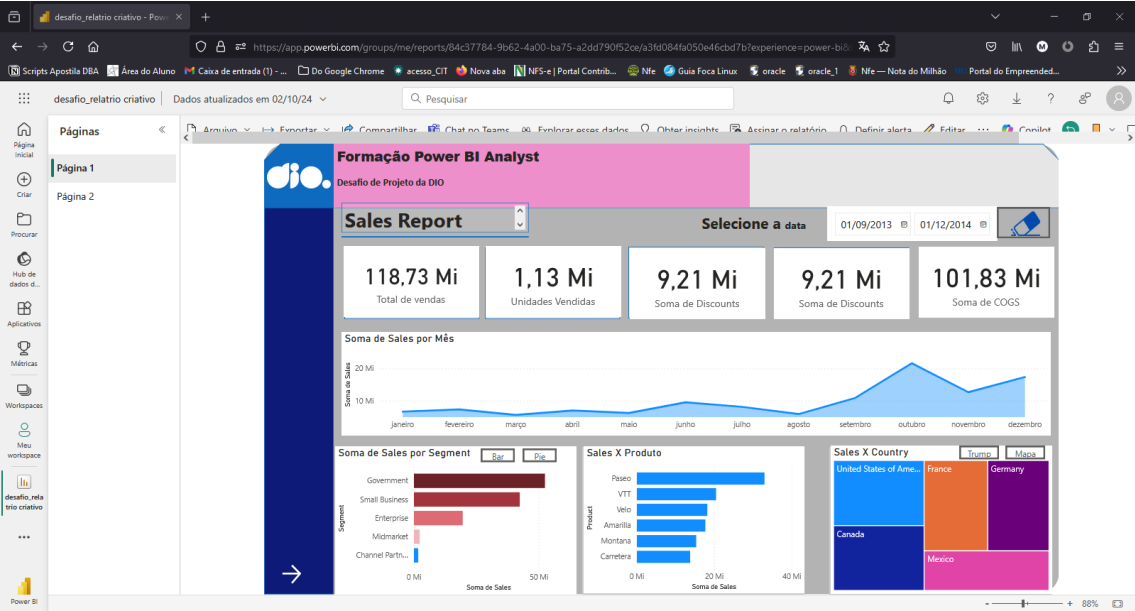 desafio_relatrio criativo - Powe
https://app.powerbi.com/groups/me/reports/84c37784-9b62-4a00-ba75-a2dd790f52ce/a3fd084fa050e46cbd7b?experience=power-bi&
Scripts Apostila DBA Área do Aluno Caixa de entrada (1) - ... Do Google Chrome acesso_CIT Nova aba NFS-e | Portal Contrib... Nfe Guia Foca Linux oracle oracle_1 Nfe — Nota do Milhão Portal do Empreended...
desafio_relatrio criativo Dados atualizados em 02/10/24 Pesquisar
Arquivo Exportar Compartilhar Chat no Teams Explorar esses dados Obter insights Assinar o relatório Definir alerta Editar ... Copilot
Página Inicial
Criar
Procurar
Hub de dados d...
Aplicativos
Métricas
Workspaces
Meu workspace
desafio_rela trio criativo
Power BI
Páginas
Página 1
Página 2
dio.
Formação Power BI Analyst
Desafio de Projeto da DIO
Sales Report
Selecione a data
01/09/2013 01/12/2014
118,73 Mi
Total de vendas
1,13 Mi
Unidades Vendidas
9,21 Mi
Soma de Discounts
9,21 Mi
Soma de Discounts
101,83 Mi
Soma de COGS
Soma de Sales por Mês
Soma de Sales
20 Mi
10 Mi
janeiro fevereiro março abril maio junho julho agosto setembro outubro novembro dezembro
Soma de Sales por Segment Bar Pie
Segment
Government
Small Business
Enterprise
Midmarket
Channel Partn...
0 Mi 50 Mi
Soma de Sales
Sales X Produto
Product
Paseo
VTT
Velo
Amarilla
Montana
Carretera
0 Mi 20 Mi 40 Mi
Soma de Sales
Sales X Country Trump Mapa
United States of Ame... France Germany
Canada
Mexico
88%